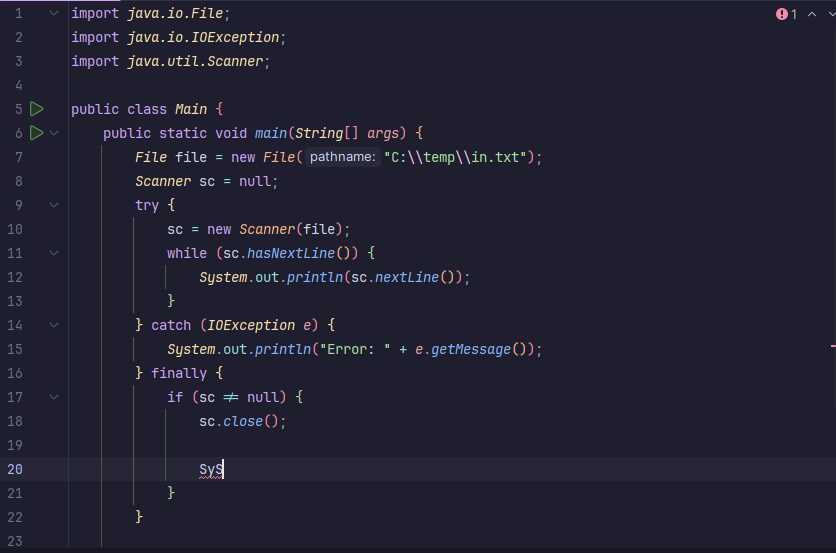 1 import java.io.File;
1
2 import java.io.IOException;
3 import java.util.Scanner;
4
5 public class Main {
6 public static void main(String[] args) {
7 File file = new File( pathname: "C:\\temp\\in.txt");
8 Scanner sc = null;
9 try {
10 sc = new Scanner(file);
11 while (sc.hasNextLine()) {
12 System.out.println(sc.nextLine());
13 }
14 } catch (IOException e) {
15 System.out.println("Error: " + e.getMessage());
16 } finally {
17 if (sc ≠ null) {
18 sc.close();
19
20 SyS
21 }
22 }
23